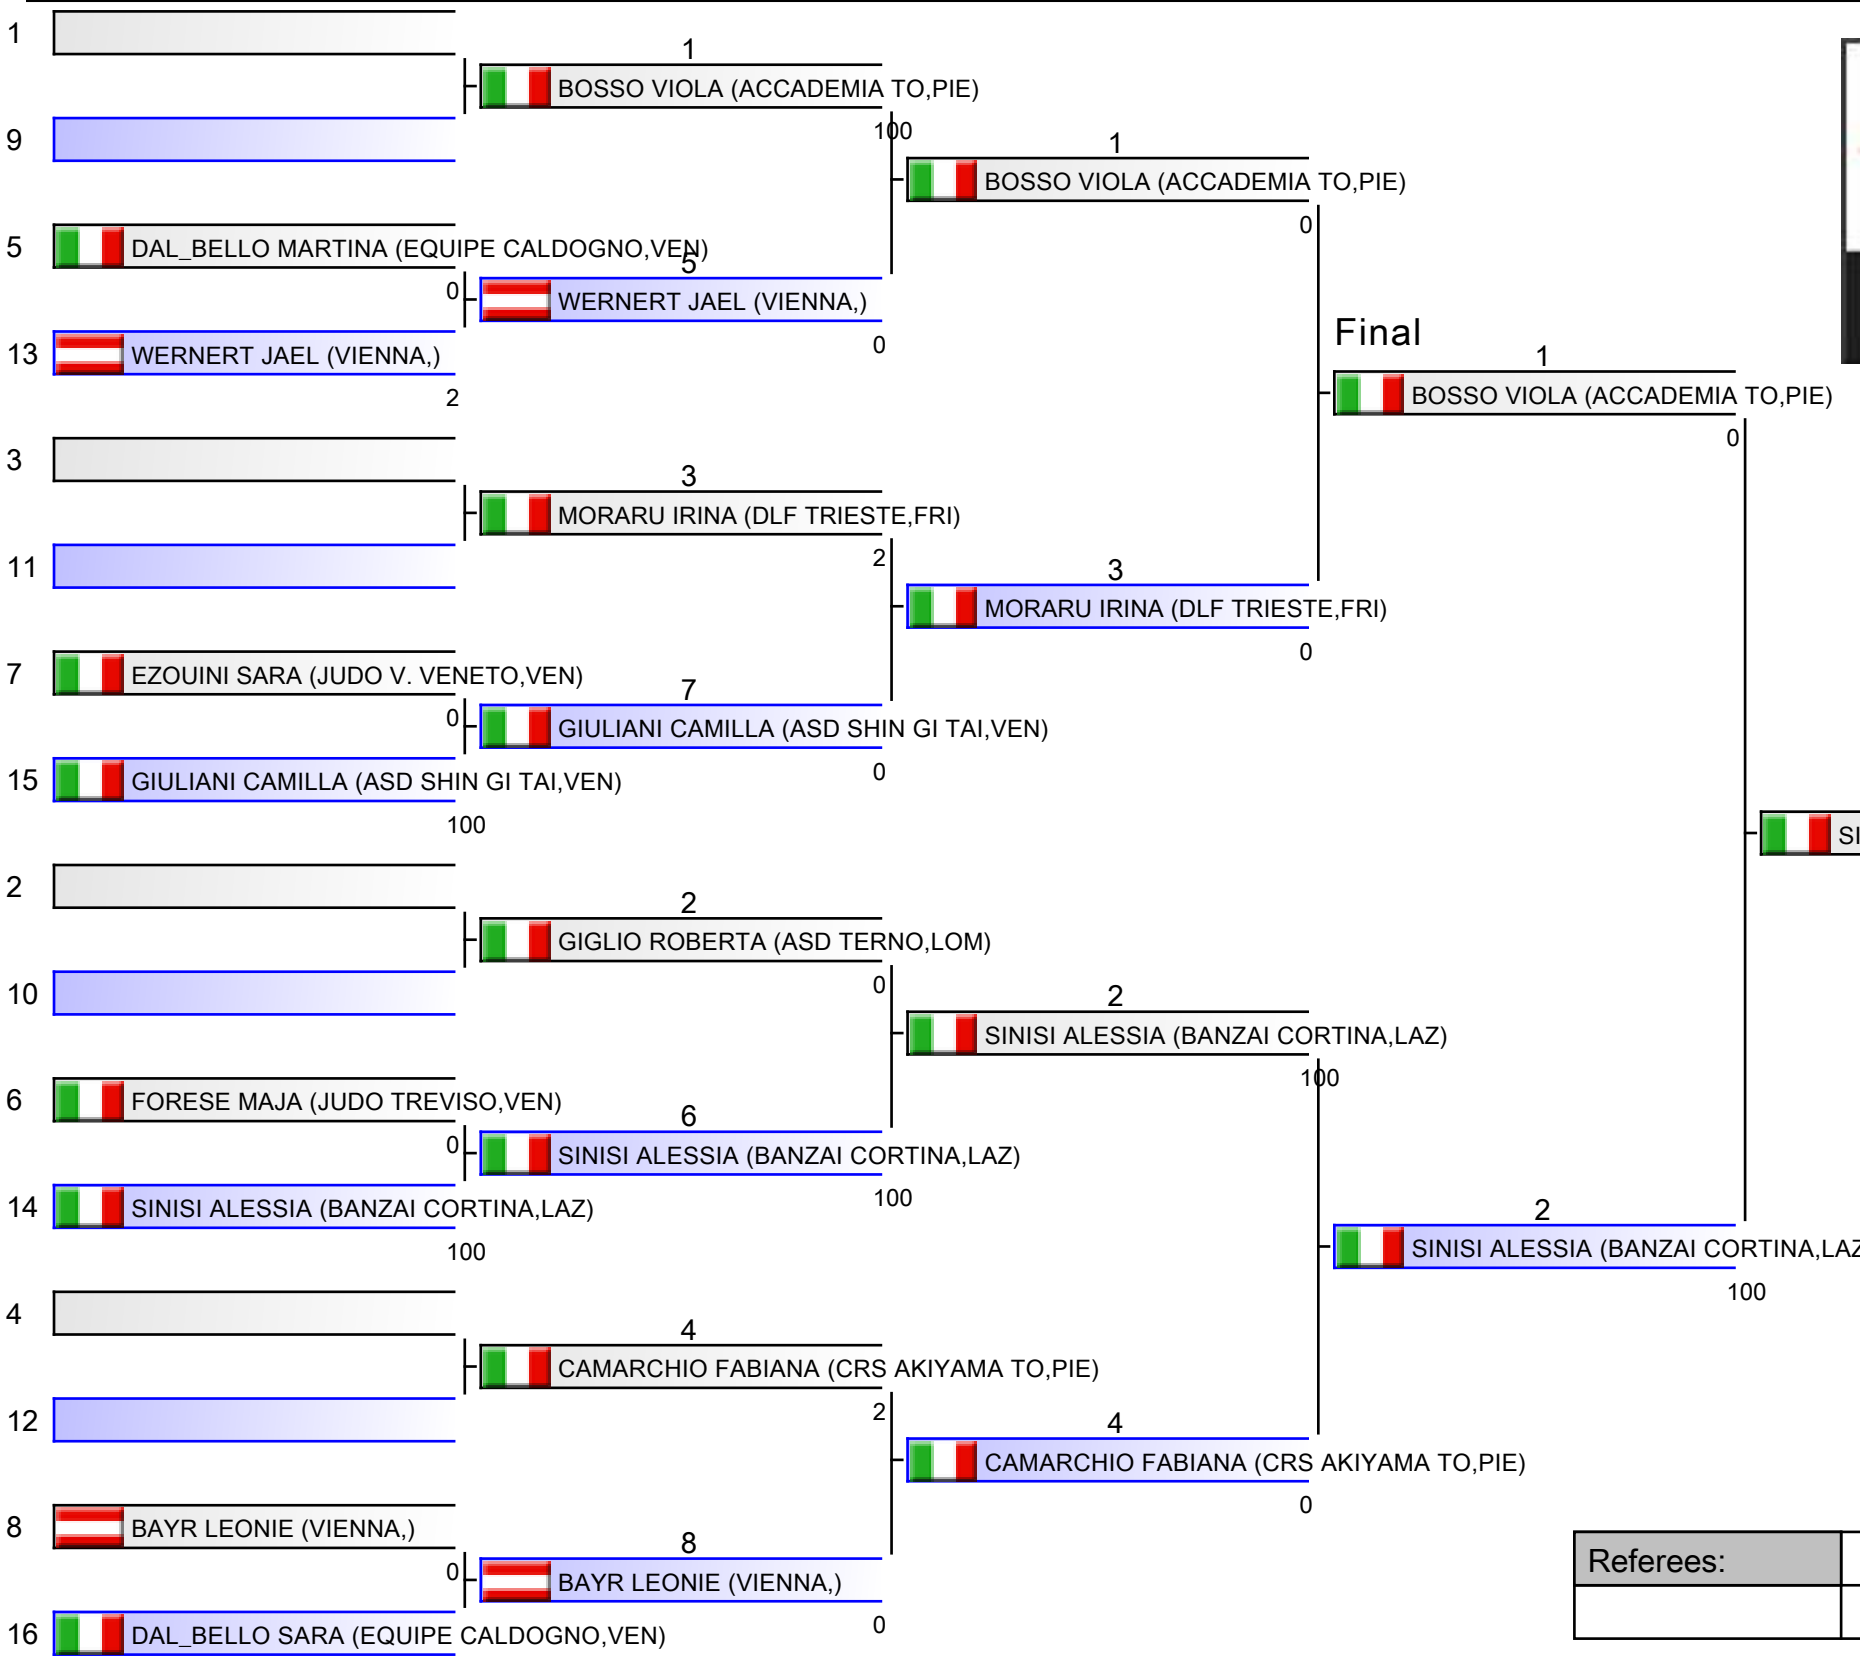 1
1
BOSSO VIOLA (ACCADEMIA TO,PIE)
100
9
1
BOSSO VIOLA (ACCADEMIA TO,PIE)
0
5
DAL_BELLO MARTINA (EQUIPE CALDOGNO,VEN)
5
0
WERNERT JAEL (VIENNA,)
0
13
WERNERT JAEL (VIENNA,)
2
Final
1
BOSSO VIOLA (ACCADEMIA TO,PIE)
0
3
3
MORARU IRINA (DLF TRIESTE,FRI)
2
11
3
MORARU IRINA (DLF TRIESTE,FRI)
0
7
EZOUINI SARA (JUDO V. VENETO,VEN)
7
0
GIULIANI CAMILLA (ASD SHIN GI TAI,VEN)
0
15
GIULIANI CAMILLA (ASD SHIN GI TAI,VEN)
100
SI
2
2
GIGLIO ROBERTA (ASD TERNO,LOM)
0
10
2
SINISI ALESSIA (BANZAI CORTINA,LAZ)
100
6
FORESE MAJA (JUDO TREVISO,VEN)
6
0
SINISI ALESSIA (BANZAI CORTINA,LAZ)
100
14
SINISI ALESSIA (BANZAI CORTINA,LAZ)
100
2
SINISI ALESSIA (BANZAI CORTINA,LAZ
100
4
4
CAMARCHIO FABIANA (CRS AKIYAMA TO,PIE)
2
12
4
CAMARCHIO FABIANA (CRS AKIYAMA TO,PIE)
0
8
BAYR LEONIE (VIENNA,)
8
0
BAYR LEONIE (VIENNA,)
0
16
DAL_BELLO SARA (EQUIPE CALDOGNO,VEN)
Referees: